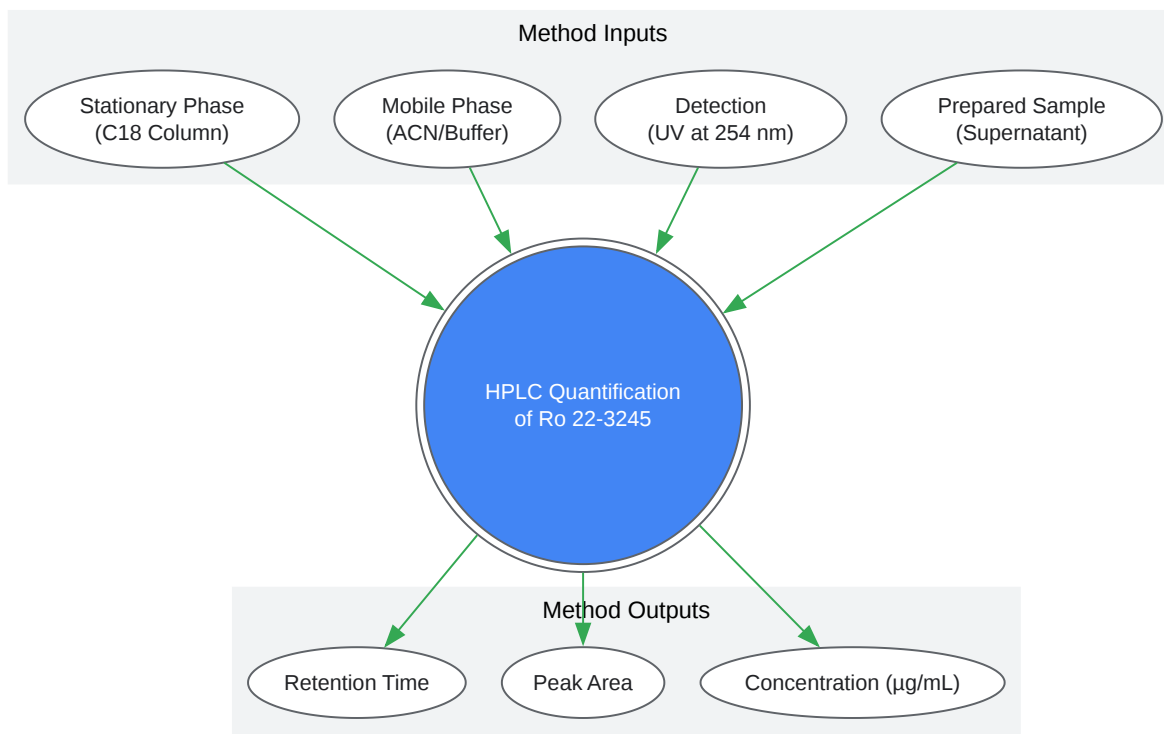 Method Inputs
Stationary Phase
(C18 Column)
Mobile Phase
(ACN/Buffer)
Detection
(UV at 254 nm)
Prepared Sample
(Supernatant)
HPLC Quantification
of Ro 22-3245
Method Outputs
Retention Time
Peak Area
Concentration (µg/mL)